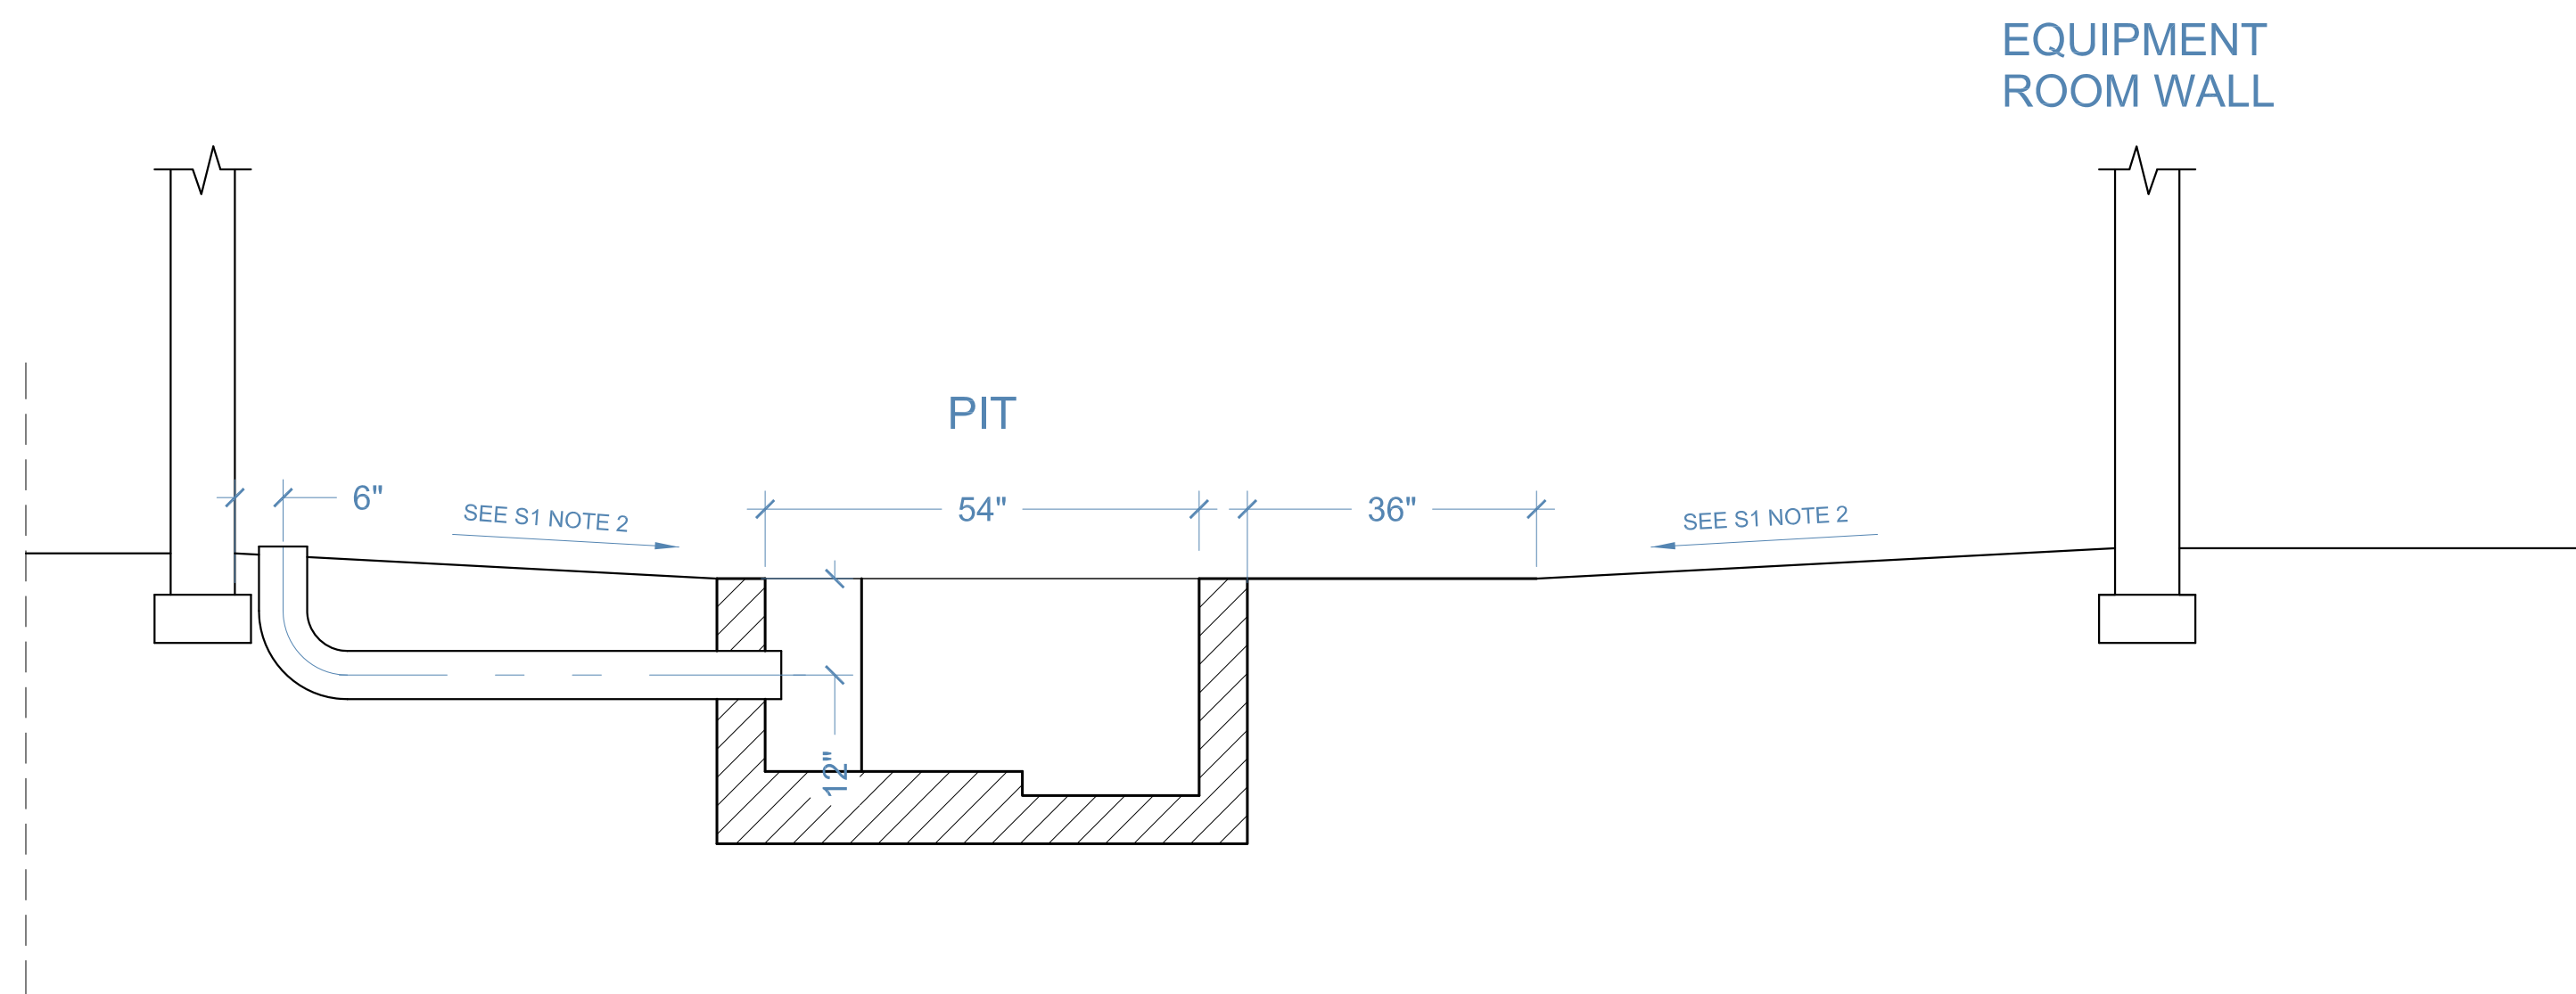 EQUIPMENT
ROOM WALL
PIT
6"
SEE S1 NOTE 2
54"
36"
SEE S1 NOTE 2
12"